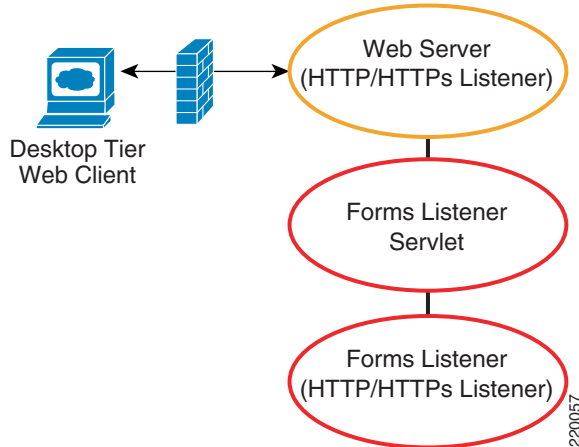 Web Server
(HTTP/HTTPs Listener)
Desktop Tier
Web Client
Forms Listener
Servlet
Forms Listener
(HTTP/HTTPs Listener)
220057